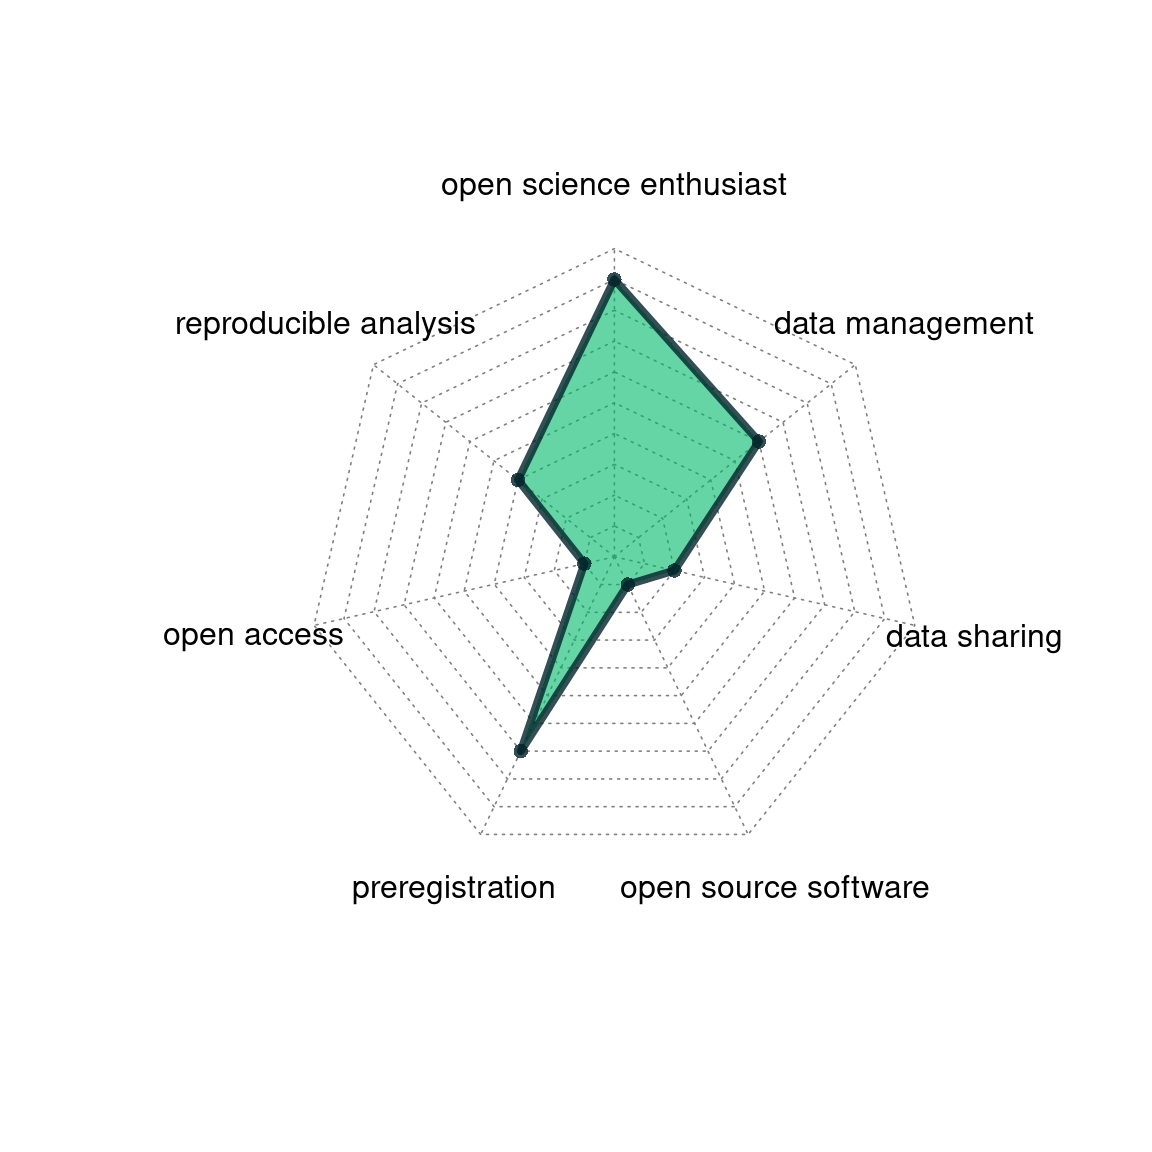 open science enthusiast
reproducible analysis
data management
open access
data sharing
preregistration
open source software